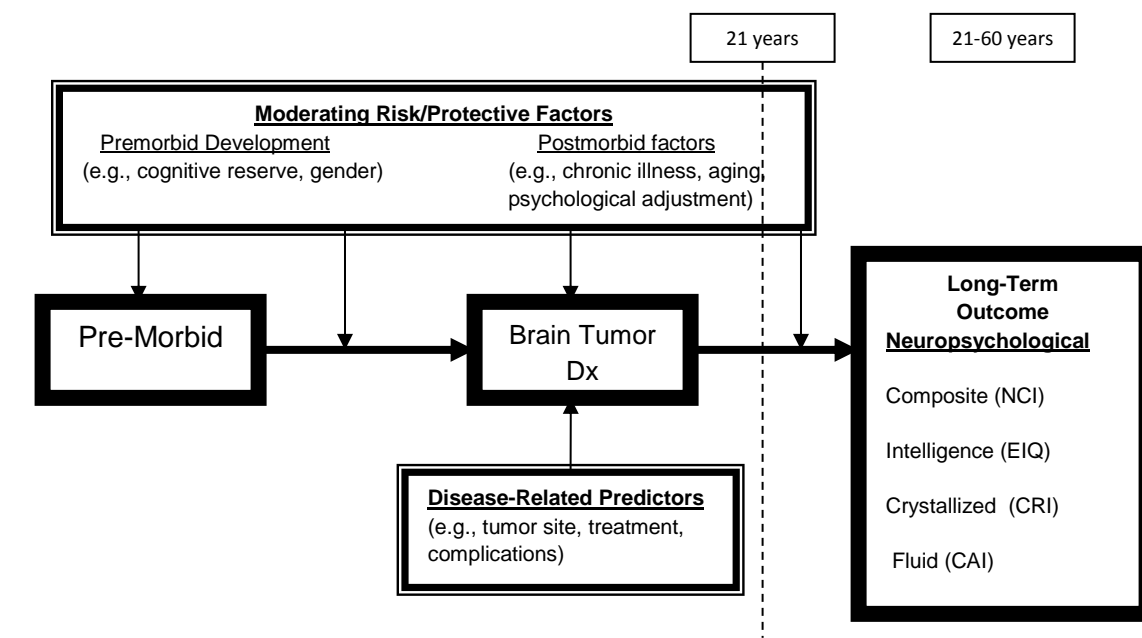 21 years
21-60 years
Moderating Risk/Protective Factors
Premorbid Development
(e.g., cognitive reserve, gender)
Postmorbid factors
(e.g., chronic illness, aging,
psychological adjustment)
Pre-Morbid
Brain Tumor
Dx
Long-Term
Outcome
Neuropsychological
Composite (NCI)
Intelligence (EIQ)
Crystallized (CRI)
Fluid (CAI)
Disease-Related Predictors
(e.g., tumor site, treatment,
complications)